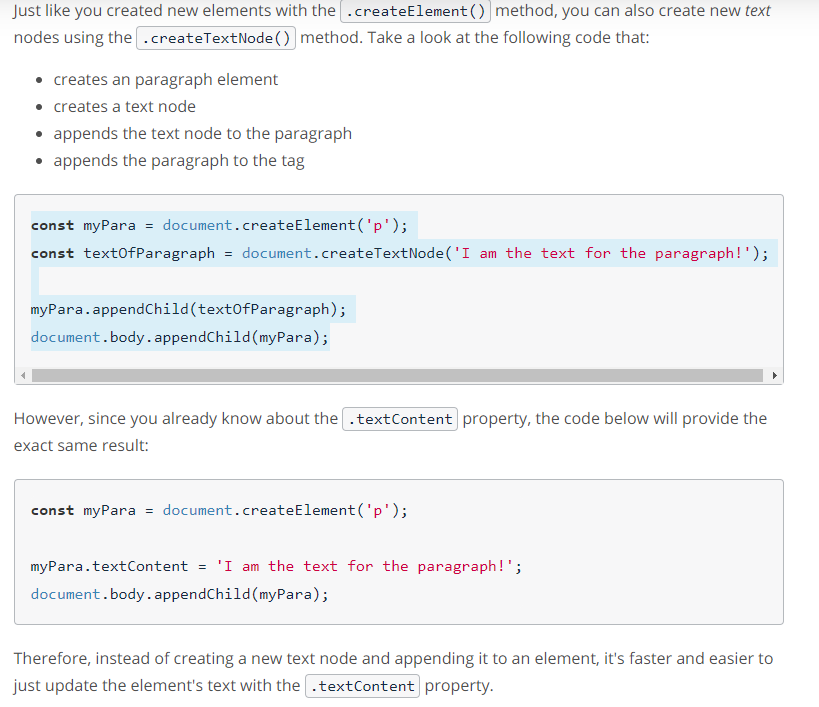 Just like you created new elements with the .createElement() method, you can also create new text
nodes using the .createTextNode() method. Take a look at the following code that:
• creates an paragraph element
• creates a text node
• appends the text node to the paragraph
• appends the paragraph to the tag
const myPara = document.createElement('p');
const textOfParagraph = document.createTextNode('I am the text for the paragraph!');
myPara.appendChild(textOfParagraph);
document.body.appendChild(myPara);
However, since you already know about the .textContent property, the code below will provide the
exact same result:
const myPara = document.createElement('p');
myPara.textContent = 'I am the text for the paragraph!';
document.body.appendChild(myPara);
Therefore, instead of creating a new text node and appending it to an element, it's faster and easier to
just update the element's text with the .textContent property.